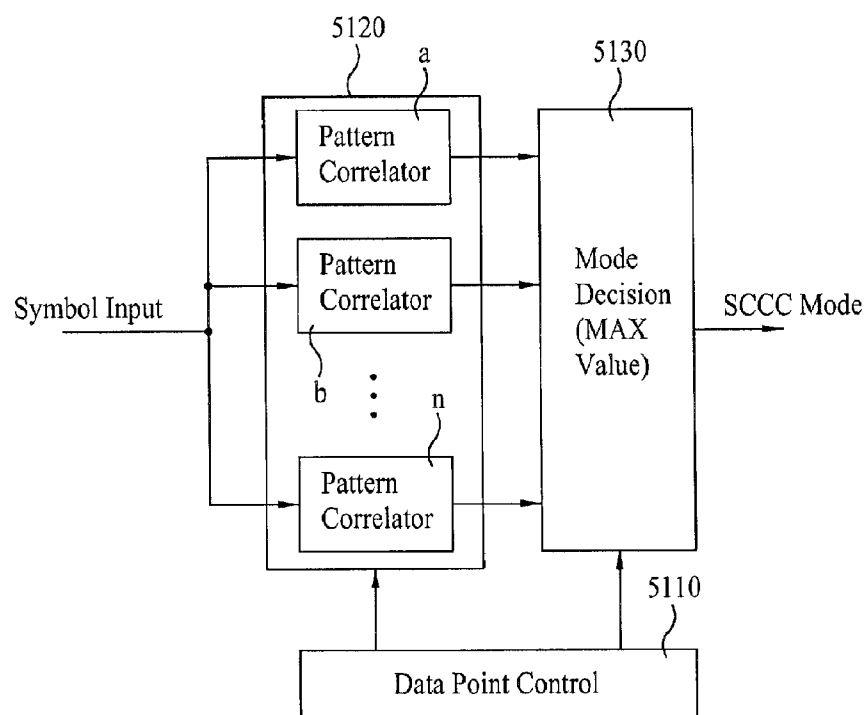 5120
a
5130
Pattern
Correlator
Pattern
Correlator
Symbol Input
b
Mode
Decision
(MAX
Value)
SCCC Mode
n
Pattern
Correlator
5110
Data Point Control